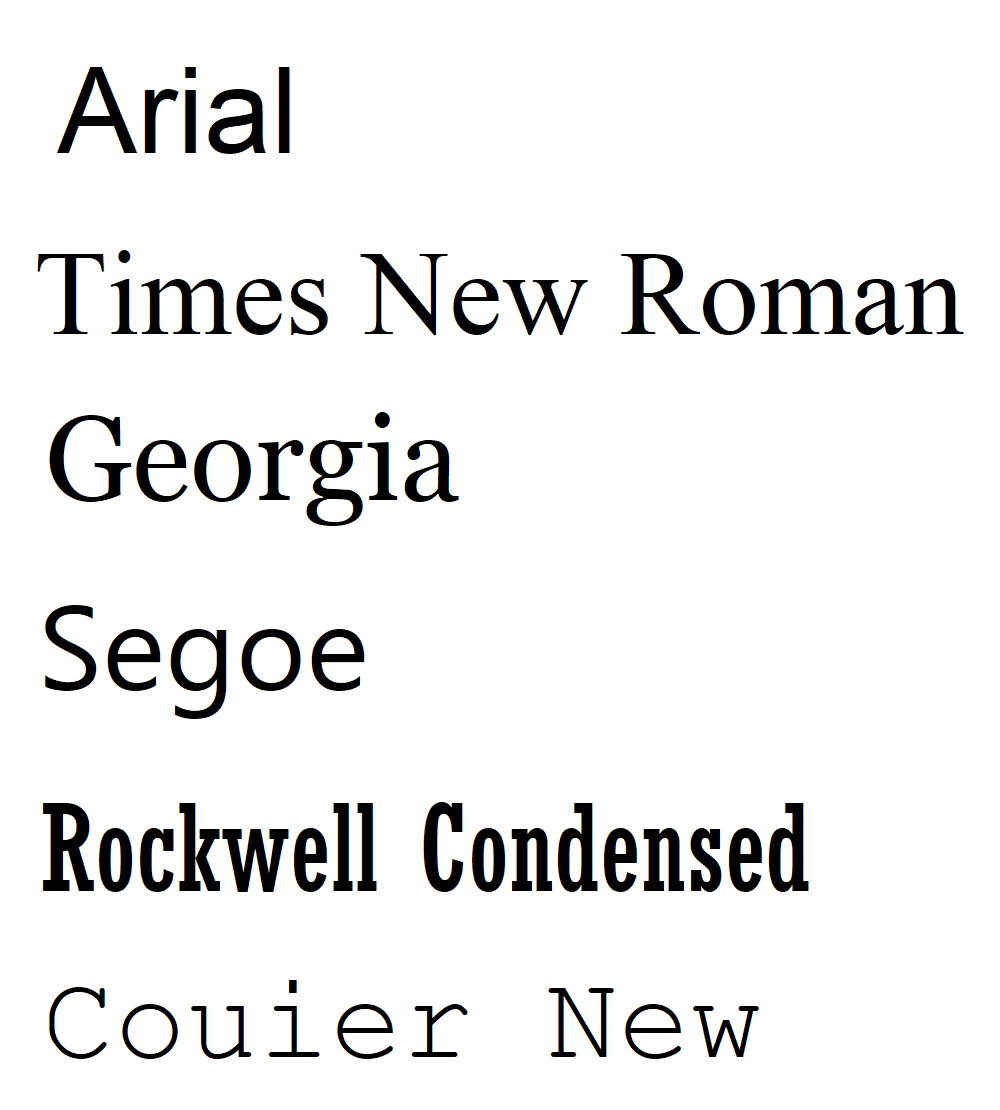 Arial
Times New Roman
Georgia
Segoe
Rockwell Condensed
Couier New